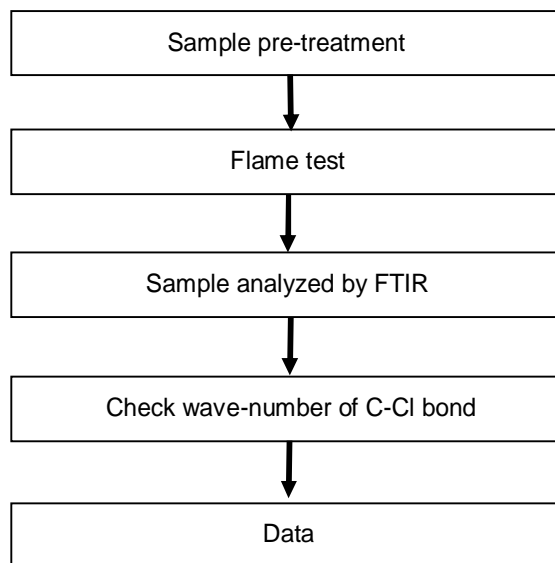 Sample pre-treatment
Flame test
Sample analyzed by FTIR
Check wave-number of C-Cl bond
Data